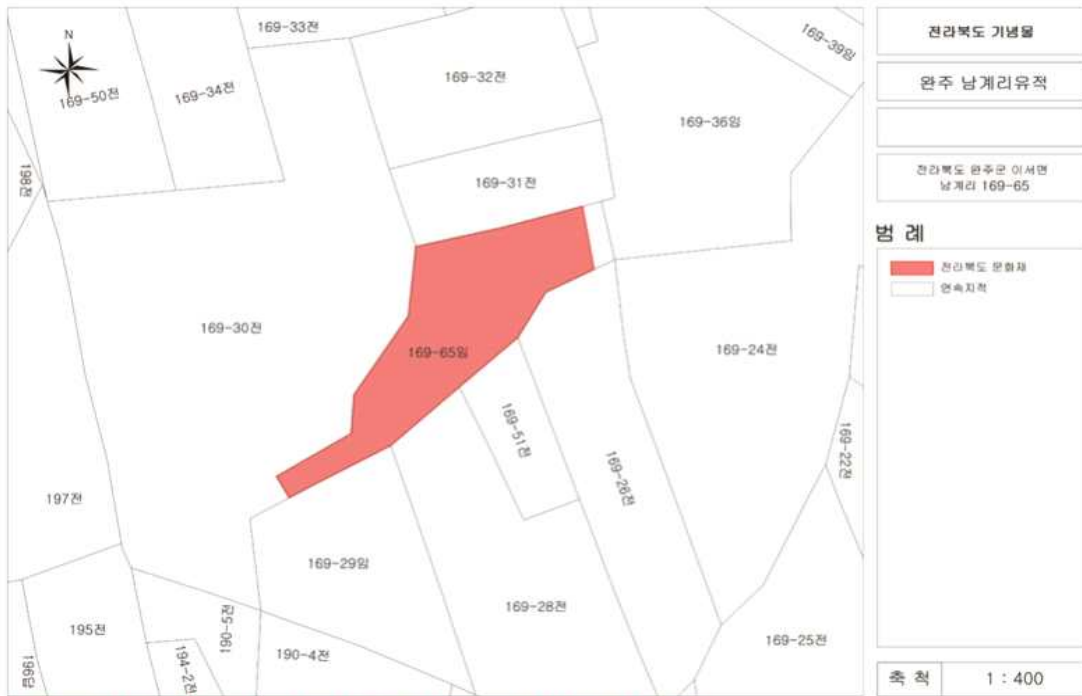 N
169-33전
169-39임
169-50전
169-34전
169-32전
169-36임
198전
169-31전
169-30전
169-65임
169-24전
169-51전
169-22전
169-26전
197전
169-29임
169-28전
190-5전
195전
190-4전
169-25전
194-2전
196답
전라북도 기념물
완주 남계리유적
전라북도 완주군 이서면
남계리 169-65
범 례
전라북도 문화재
연속지적
축 척
1 : 400